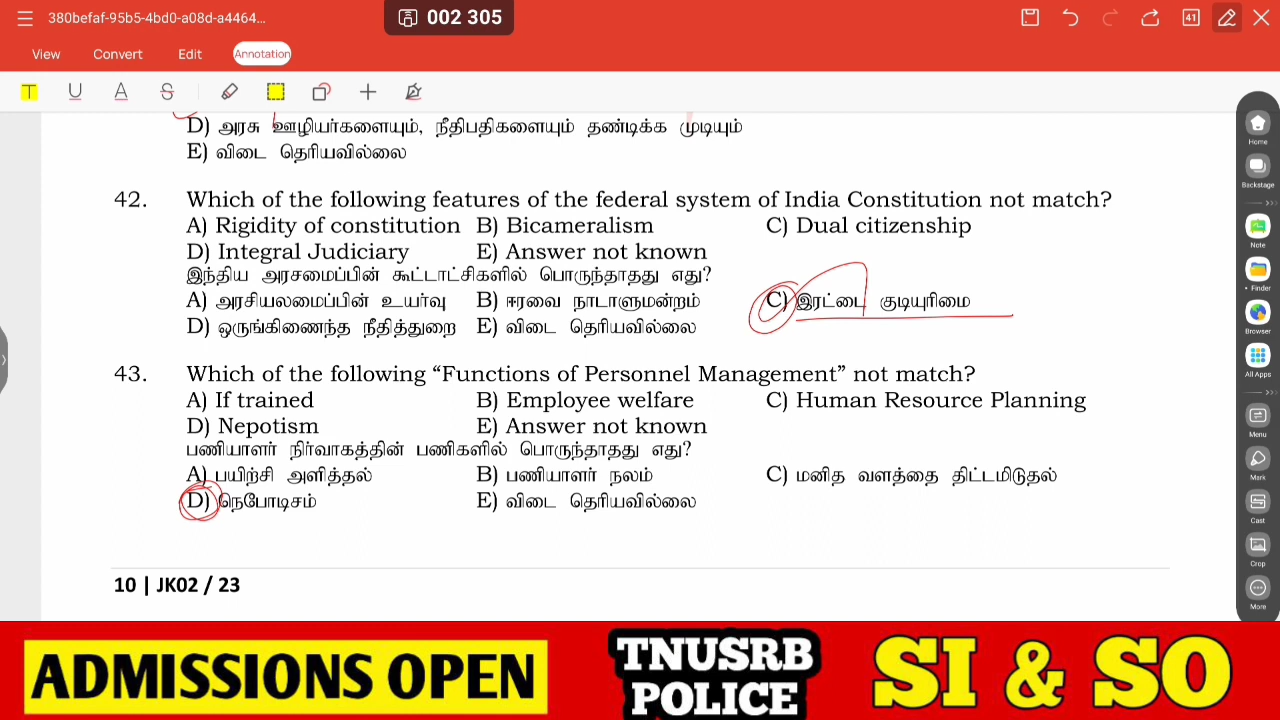 380befaf-95b5-4bd0-a08d-a4464...
002 305
41
View Convert Edit Annotation
T U A S
D) அரசு ஊழியர்களையும், நீதிபதிகளையும் தண்டிக்க முடியும்
E) விடை தெரியவில்லை
42. Which of the following features of the federal system of India Constitution not match?
A) Rigidity of constitution B) Bicameralism C) Dual citizenship
D) Integral Judiciary E) Answer not known
இந்திய அரசமைப்பின் கூட்டாட்சிகளில் பொருந்தாதது எது?
A) அரசியலமைப்பின் உயர்வு B) ஈரவை நாடாளுமன்றம் C) இரட்டை குடியுரிமை
D) ஒருங்கிணைந்த நீதித்துறை E) விடை தெரியவில்லை
43. Which of the following “Functions of Personnel Management” not match?
A) If trained B) Employee welfare C) Human Resource Planning
D) Nepotism E) Answer not known
பணியாளர் நிர்வாகத்தின் பணிகளில் பொருந்தாதது எது?
A) பயிற்சி அளித்தல் B) பணியாளர் நலம் C) மனித வளத்தை திட்டமிடுதல்
D) நெபோடிசம் E) விடை தெரியவில்லை
10 | JK02 / 23
Home
Backstage
Note
Finder
Browser
All Apps
Menu
Mark
Cast
Crop
More
ADMISSIONS OPEN TNUSRB POLICE SI & SO